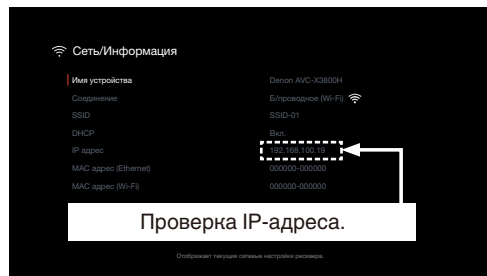 Сеть/Информация
Имя устройства Denon AVC-X3800H
Соединение Б/проводное (Wi-Fi)
SSID SSID-01
DHCP Вкл.
IP адрес 192.168.100.19
MAC адрес (Ethernet) 000000-000000
MAC адрес (Wi-Fi) 000000-000000
Проверка IP-адреса.
Отображает текущие сетевые настройки ресивера.